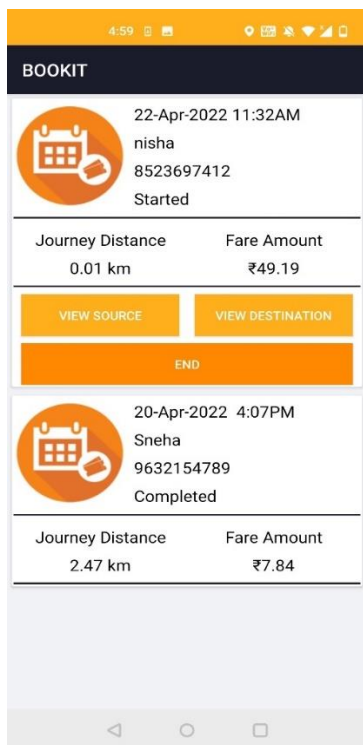 4:59
BOOKIT
22-Apr-2022 11:32AM
nisha
8523697412
Started
Journey Distance Fare Amount
0.01 km ₹49.19
VIEW SOURCE VIEW DESTINATION
END
20-Apr-2022 4:07PM
Sneha
9632154789
Completed
Journey Distance Fare Amount
2.47 km ₹7.84